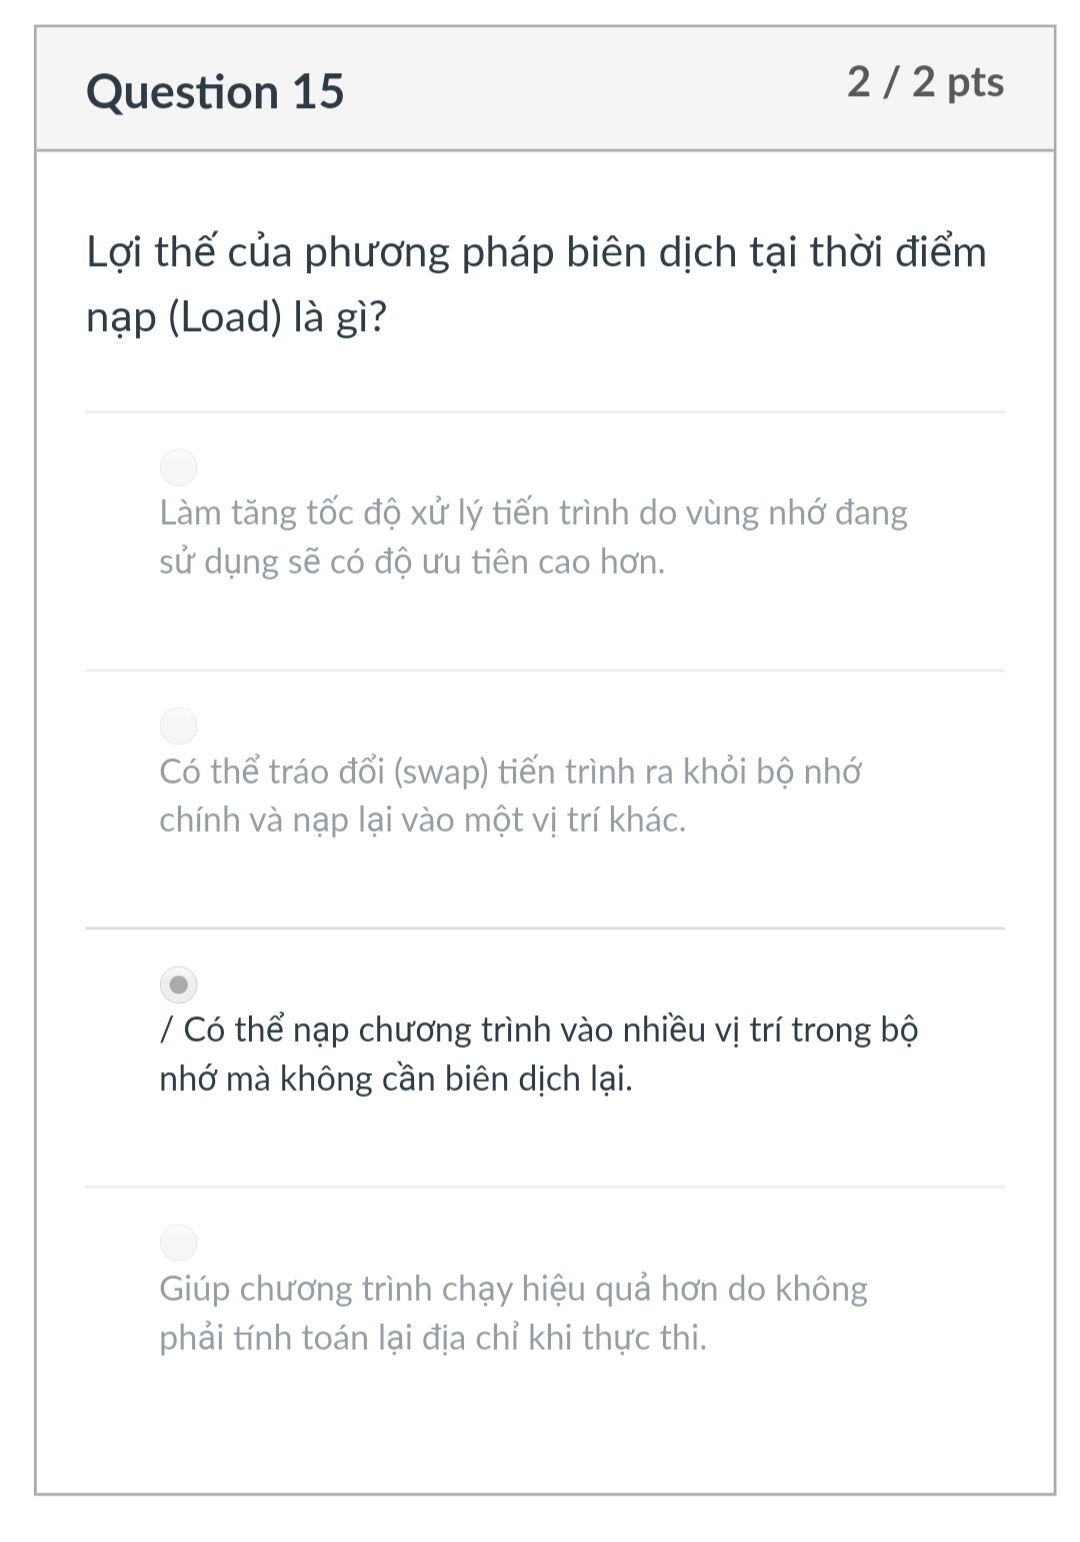 Question 15
2 / 2 pts
Lợi thế của phương pháp biên dịch tại thời điểm
nạp (Load) là gì?
Làm tăng tốc độ xử lý tiến trình do vùng nhớ đang
sử dụng sẽ có độ ưu tiên cao hơn.
Có thể tráo đổi (swap) tiến trình ra khỏi bộ nhớ
chính và nạp lại vào một vị trí khác.
/ Có thể nạp chương trình vào nhiều vị trí trong bộ
nhớ mà không cần biên dịch lại.
Giúp chương trình chạy hiệu quả hơn do không
phải tính toán lại địa chỉ khi thực thi.